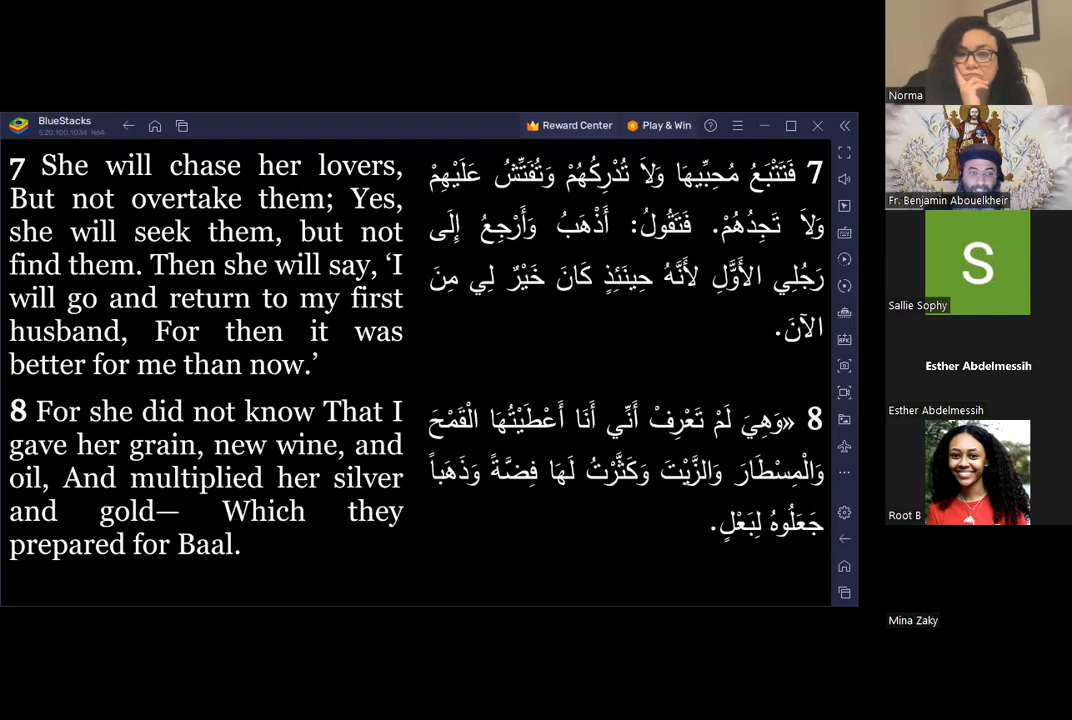 BlueStacks
5.20.100.1034 N64
Reward Center
Play & Win
7 She will chase her lovers,
But not overtake them; Yes,
she will seek them, but not
find them. Then she will say, ‘I
will go and return to my first
husband, For then it was
better for me than now.’
8 For she did not know That I
gave her grain, new wine, and
oil, And multiplied her silver
and gold— Which they
prepared for Baal.
7 فَتَتْبَعُ مُحِبِّيهَا وَلاَ تُدْرِكُهُمْ وَتُفَتِّشُ عَلَيْهِمْ
وَلاَ تَجِدُهُمْ. فَتَقُولُ: أَذْهَبُ وَأَرْجِعُ إِلَى
رَجُلِي الأَوَّلِ لأَنَّهُ حِينَئِذٍ كَانَ خَيْرٌ لِي مِنَ
الآنَ.
8 «وَهِيَ لَمْ تَعْرِفْ أَنِّي أَنَا أَعْطَيْتُهَا الْقَمْحَ
وَالْمِسْطَارَ وَالزَّيْتَ وَكَثَّرْتُ لَهَا فِضَّةً وَذَهَباً
جَعَلُوهُ لِبَعْلٍ.
Norma
Fr. Benjamin Abouelkheir
S
Sallie Sophy
Esther Abdelmessih
Esther Abdelmessih
Root B
Mina Zaky